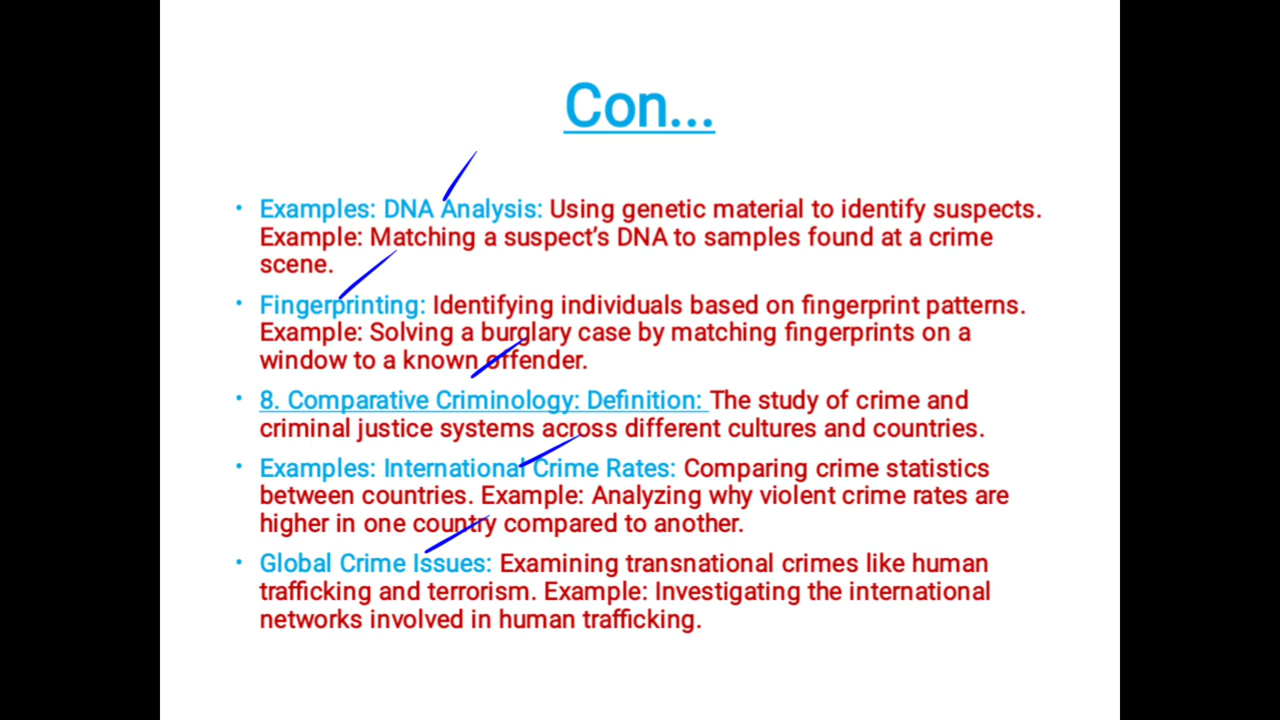 Con...
• Examples: DNA Analysis: Using genetic material to identify suspects.
Example: Matching a suspect's DNA to samples found at a crime
scene.
• Fingerprinting: Identifying individuals based on fingerprint patterns.
Example: Solving a burglary case by matching fingerprints on a
window to a known offender.
• 8. Comparative Criminology: Definition: The study of crime and
criminal justice systems across different cultures and countries.
• Examples: International Crime Rates: Comparing crime statistics
between countries. Example: Analyzing why violent crime rates are
higher in one country compared to another.
• Global Crime Issues: Examining transnational crimes like human
trafficking and terrorism. Example: Investigating the international
networks involved in human trafficking.